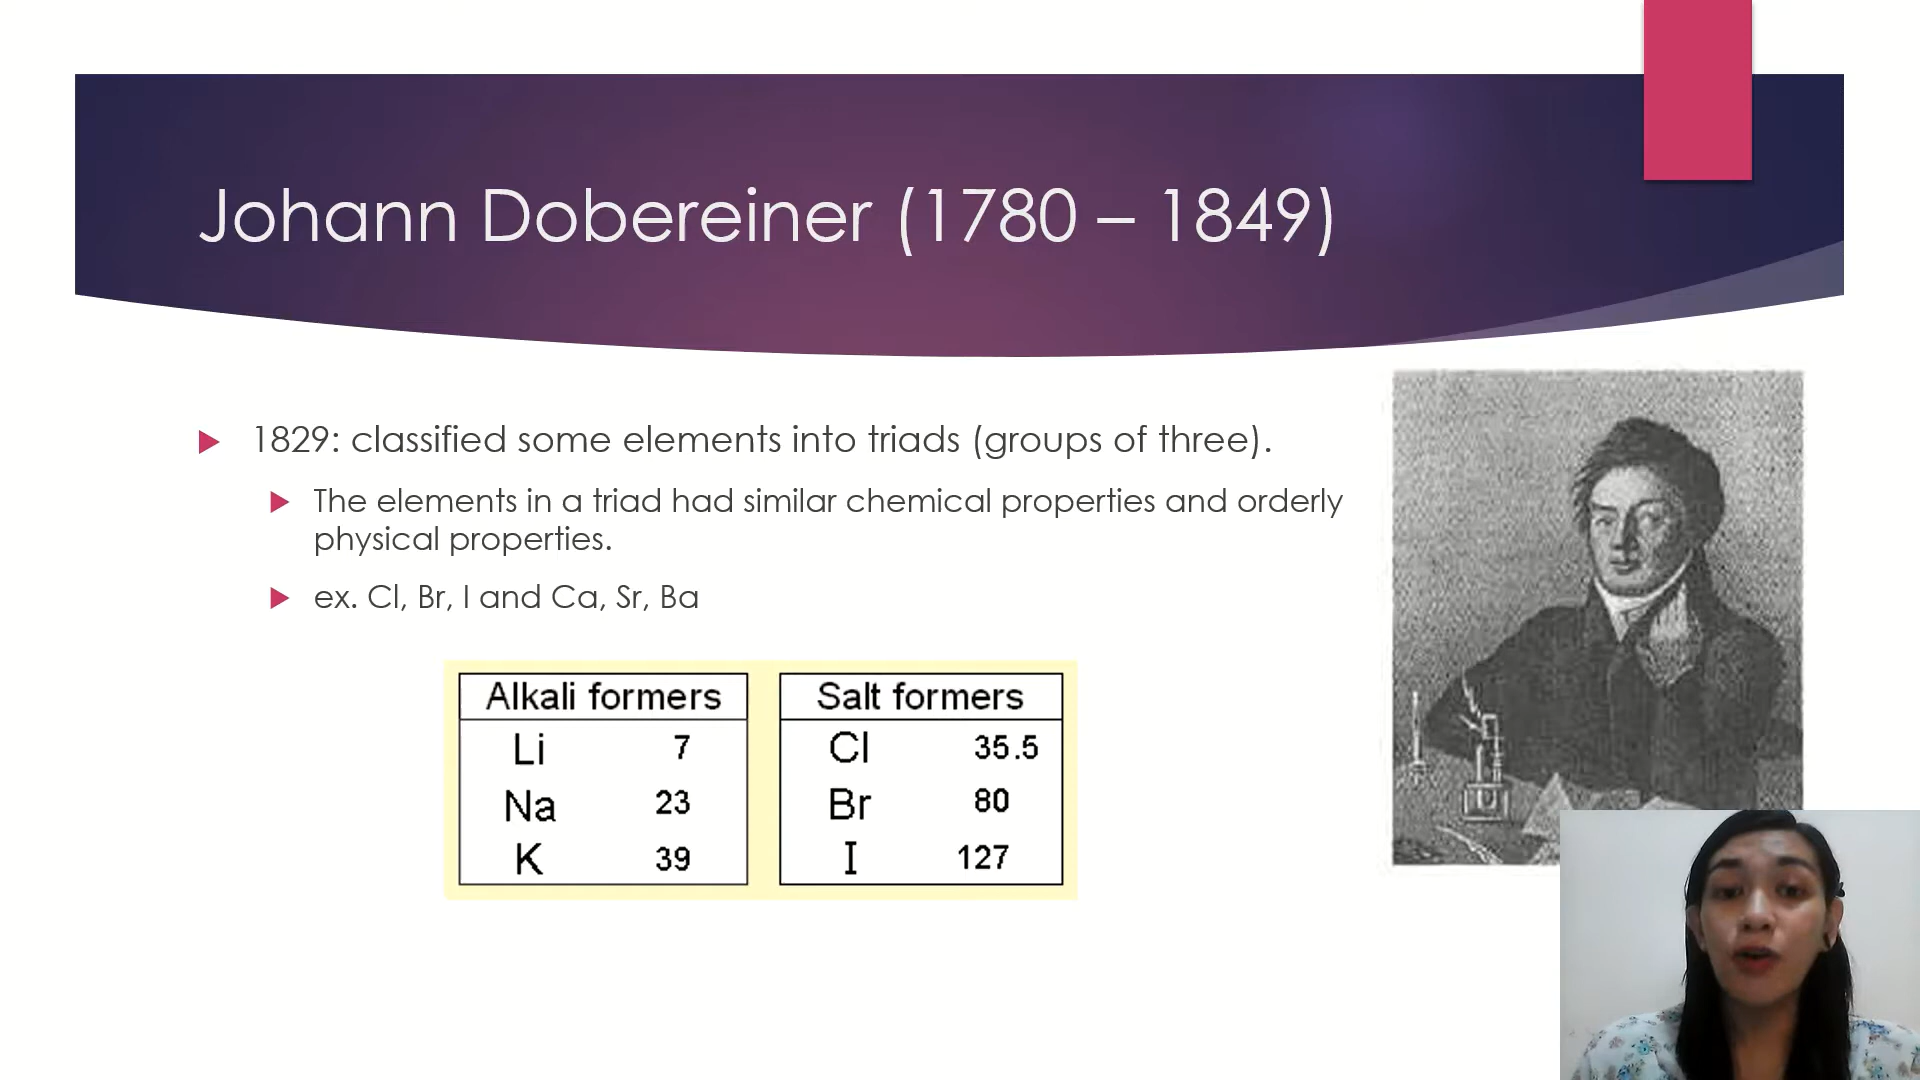 Johann Dobereiner (1780 – 1849)
1829: classified some elements into triads (groups of three).
The elements in a triad had similar chemical properties and orderly
physical properties.
ex. Cl, Br, I and Ca, Sr, Ba
Alkali formers
Li 7
Na 23
K 39
Salt formers
Cl 35.5
Br 80
I 127